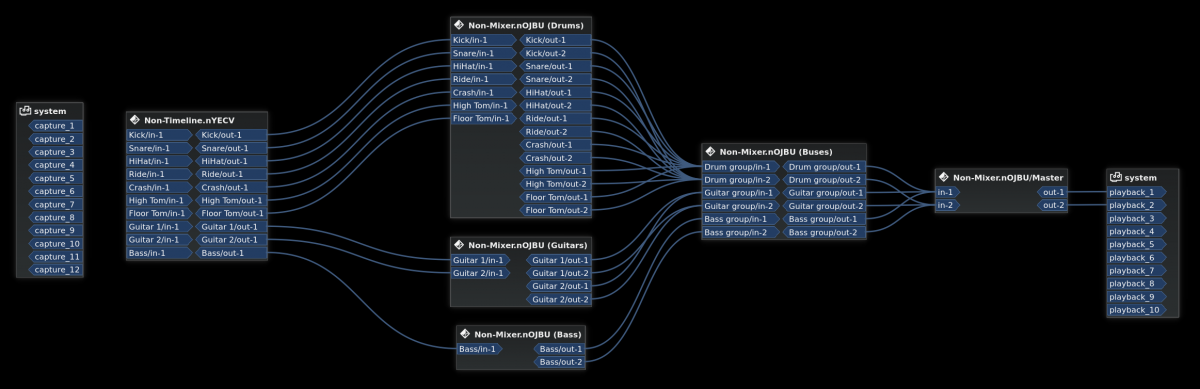 system
capture_1
capture_2
capture_3
capture_4
capture_5
capture_6
capture_7
capture_8
capture_9
capture_10
capture_11
capture_12
Non-Timeline.nYECV
Kick/in-1 Kick/out-1
Snare/in-1 Snare/out-1
HiHat/in-1 HiHat/out-1
Ride/in-1 Ride/out-1
Crash/in-1 Crash/out-1
High Tom/in-1 High Tom/out-1
Floor Tom/in-1 Floor Tom/out-1
Guitar 1/in-1 Guitar 1/out-1
Guitar 2/in-1 Guitar 2/out-1
Bass/in-1 Bass/out-1
Non-Mixer.nOJBU (Drums)
Kick/in-1 Kick/out-1
Snare/in-1 Kick/out-2
HiHat/in-1 Snare/out-1
Ride/in-1 Snare/out-2
Crash/in-1 HiHat/out-1
High Tom/in-1 HiHat/out-2
Floor Tom/in-1 Ride/out-1
Ride/out-2
Crash/out-1
Crash/out-2
High Tom/out-1
High Tom/out-2
Floor Tom/out-1
Floor Tom/out-2
Non-Mixer.nOJBU (Guitars)
Guitar 1/in-1 Guitar 1/out-1
Guitar 2/in-1 Guitar 1/out-2
Guitar 2/out-1
Guitar 2/out-2
Non-Mixer.nOJBU (Bass)
Bass/in-1 Bass/out-1
Bass/out-2
Non-Mixer.nOJBU (Buses)
Drum group/in-1 Drum group/out-1
Drum group/in-2 Drum group/out-2
Guitar group/in-1 Guitar group/out-1
Guitar group/in-2 Guitar group/out-2
Bass group/in-1 Bass group/out-1
Bass group/in-2 Bass group/out-2
Non-Mixer.nOJBU/Master
in-1 out-1
in-2 out-2
system
playback_1
playback_2
playback_3
playback_4
playback_5
playback_6
playback_7
playback_8
playback_9
playback_10